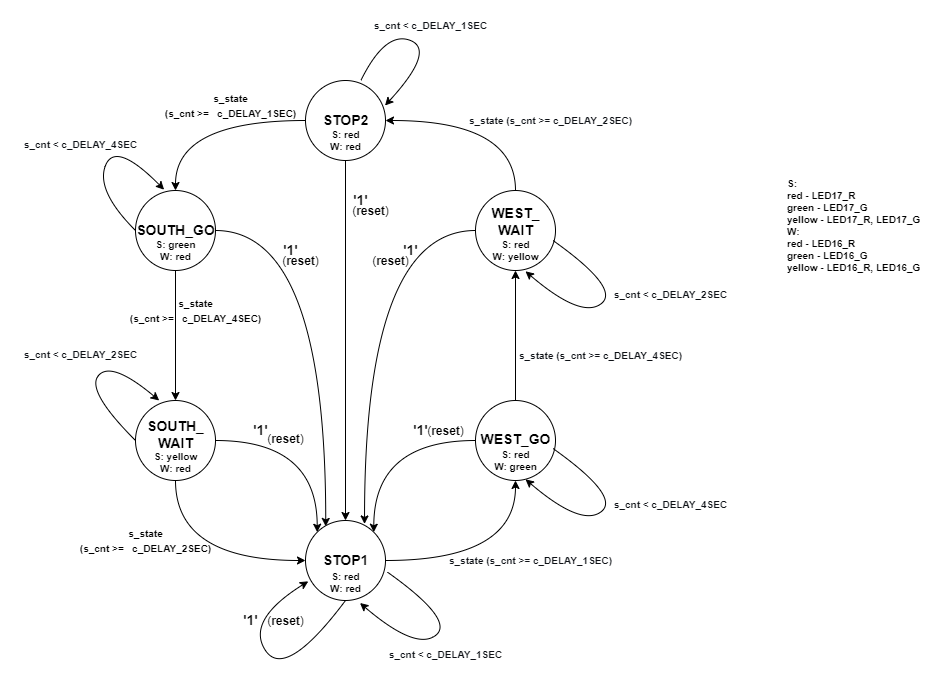 s_cnt < c_DELAY_1SEC
s_state
(s_cnt >= c_DELAY_1SEC)
STOP2
S: red
W: red
s_state (s_cnt >= c_DELAY_2SEC)
s_cnt < c_DELAY_4SEC
'1'
(reset)
SOUTH_GO
S: green
W: red
'1'
(reset)
'1'
(reset)
WEST_
WAIT
S: red
W: yellow
S:
red - LED17_R
green - LED17_G
yellow - LED17_R, LED17_G
W:
red - LED16_R
green - LED16_G
yellow - LED16_R, LED16_G
s_cnt < c_DELAY_2SEC
s_state
(s_cnt >= c_DELAY_4SEC)
s_cnt < c_DELAY_2SEC
s_state (s_cnt >= c_DELAY_4SEC)
SOUTH_
WAIT
S: yellow
W: red
'1'(reset)
'1'(reset)
WEST_GO
S: red
W: green
s_cnt < c_DELAY_4SEC
s_state
(s_cnt >= c_DELAY_2SEC)
STOP1
S: red
W: red
s_state (s_cnt >= c_DELAY_1SEC)
'1' (reset)
s_cnt < c_DELAY_1SEC